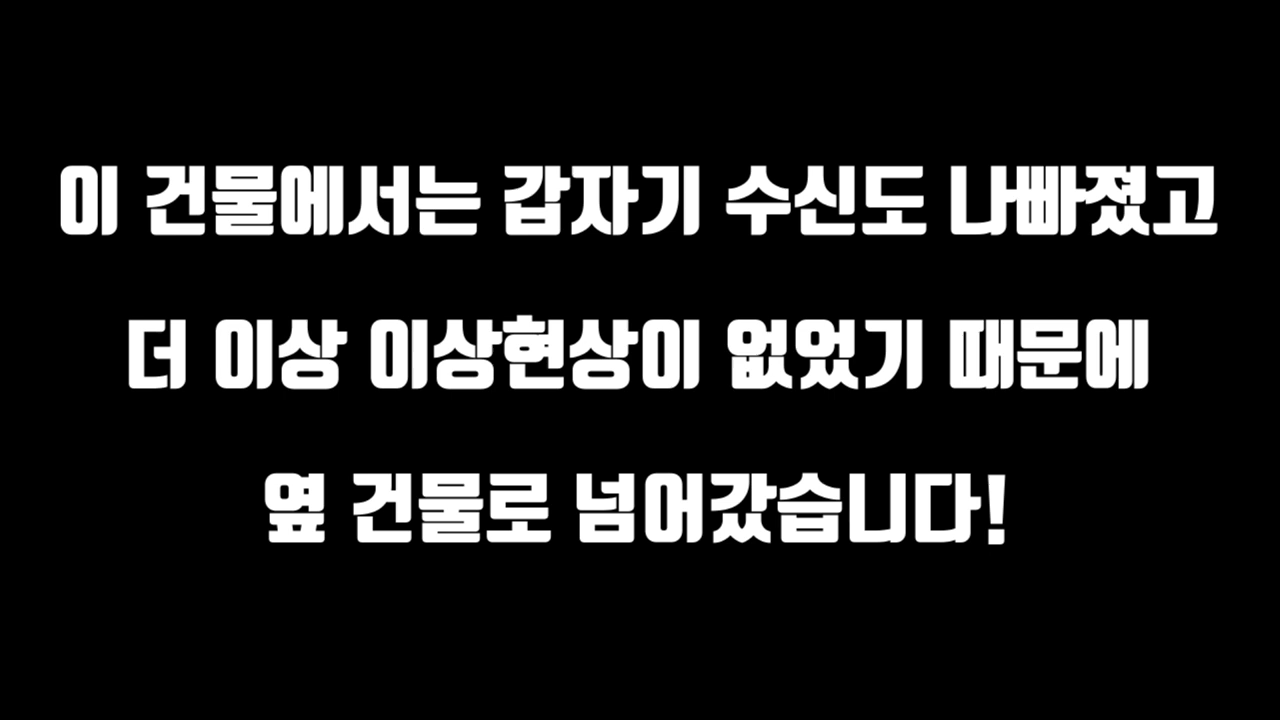 이 건물에서는 갑자기 수신도 나빠졌고
더 이상 이상현상이 없었기 때문에
옆 건물로 넘어갔습니다!